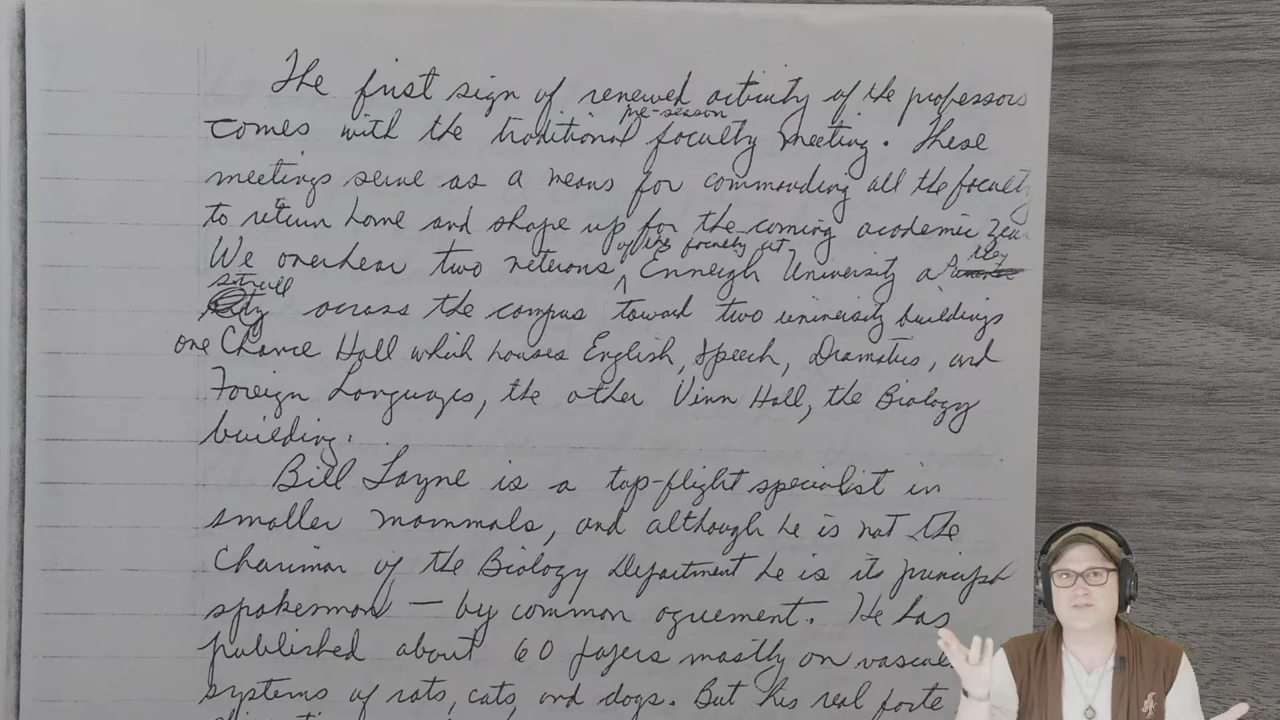 The first sign of renewed activity of the professors
comes with the traditional pre-season faculty meeting. These
meetings serve as a means for commanding all the faculty
to return home and shape up for the coming academic year
We overhear two veterans of the faculty at Enneigh University as they
stroll across the campus toward two university buildings
one Chance Hall which houses English, Speech, Dramatics, and
Foreign Languages, the other Vinn Hall, the Biology
building.
Bill Layne is a top-flight specialist in
smaller mammals, and although he is not the
Chariman of the Biology Department he is its principal
spokesman — by common agreement. He has
published about 60 papers mostly on
systems of rats, cats, and dogs. But his real forte